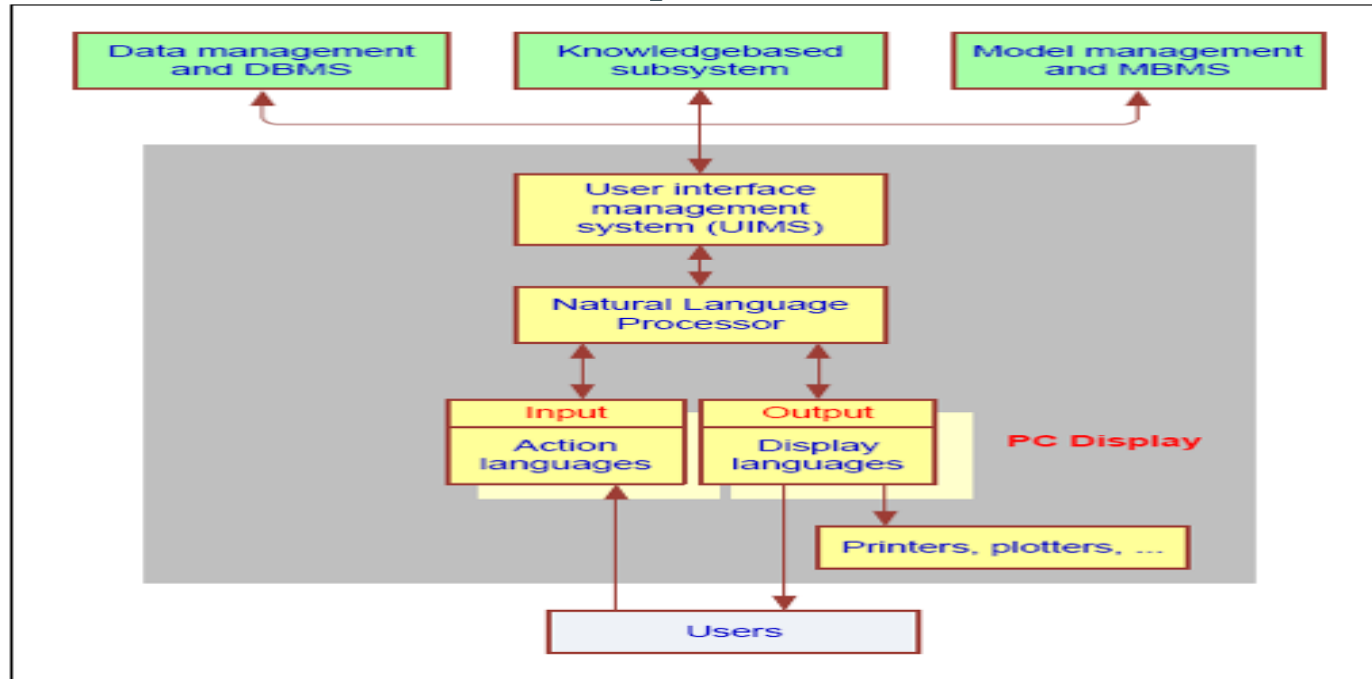 Data management
and DBMS
Knowledgebased
subsystem
Model management
and MBMS
User interface
management
system (UIMS)
Natural Language
Processor
Input
Action
languages
Output
Display
languages
PC Display
Printers, plotters, ...
Users